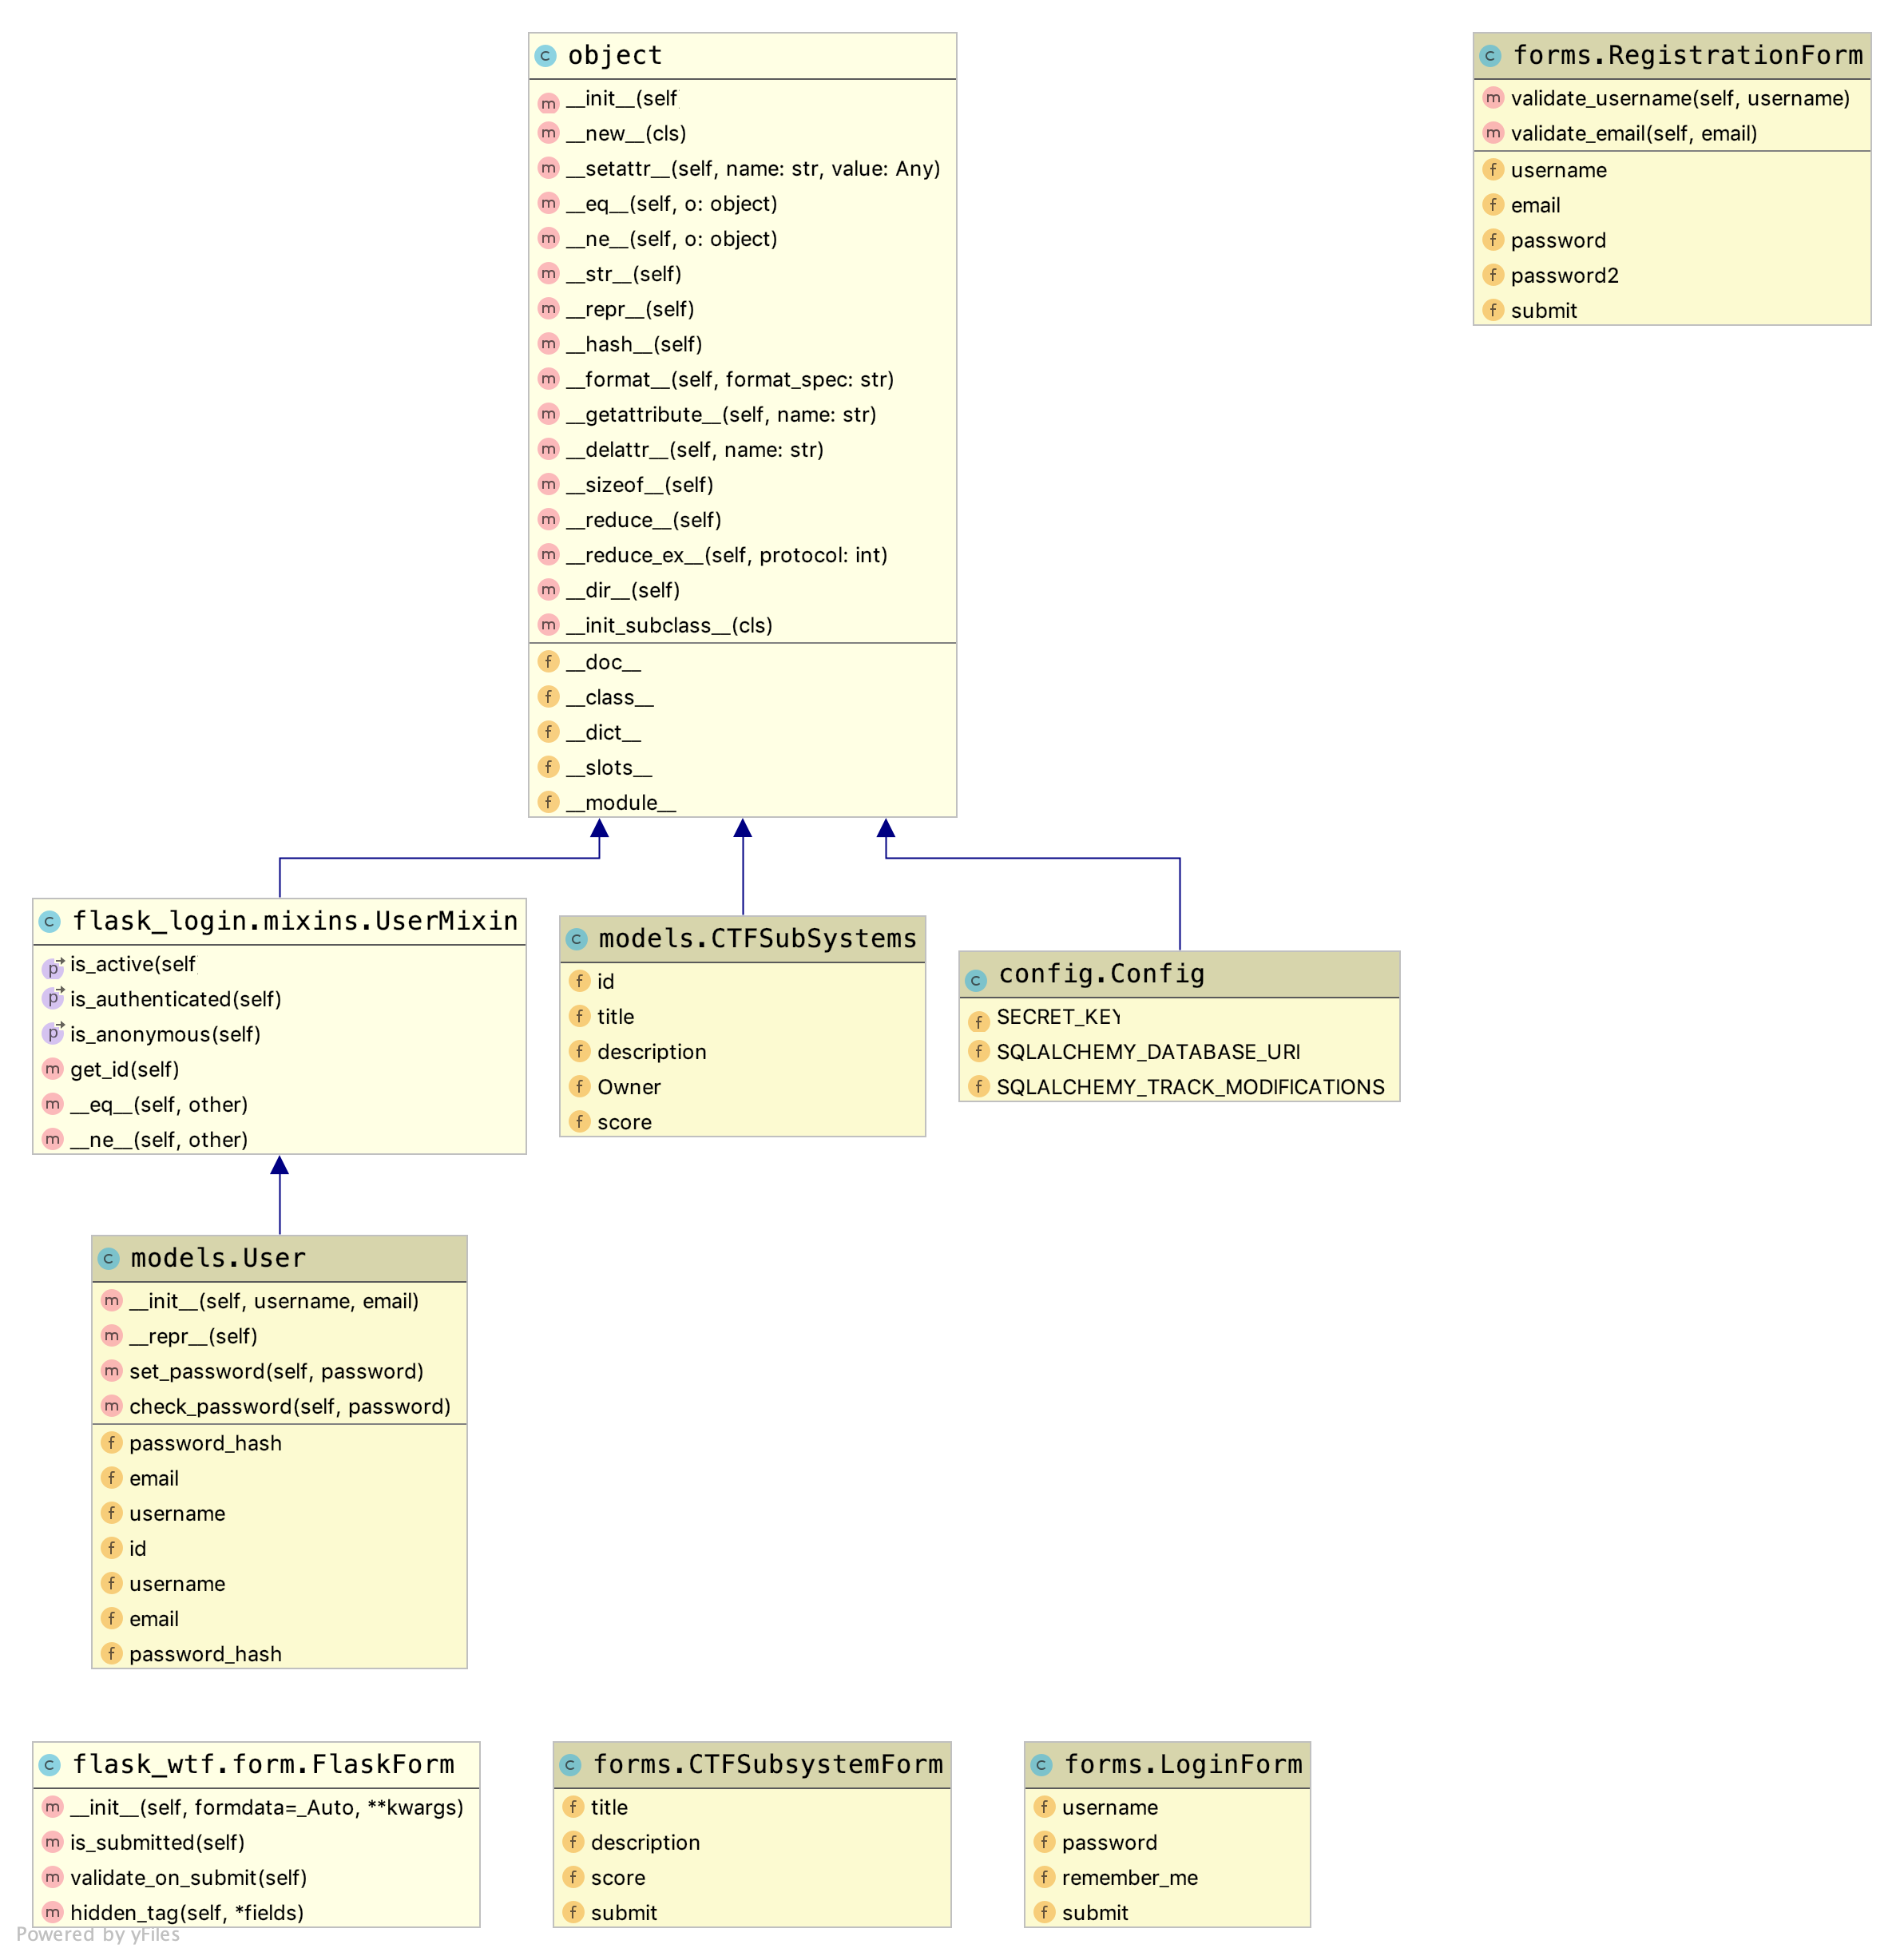 object
__init__(self
__new__(cls)
__setattr__(self, name: str, value: Any)
__eq__(self, o: object)
__ne__(self, o: object)
__str__(self)
__repr__(self)
__hash__(self)
__format__(self, format_spec: str)
__getattribute__(self, name: str)
__delattr__(self, name: str)
__sizeof__(self)
__reduce__(self)
__reduce_ex__(self, protocol: int)
__dir__(self)
__init_subclass__(cls)
__doc__
__class__
__dict__
__slots__
__module__
forms.RegistrationForm
validate_username(self, username)
validate_email(self, email)
username
email
password
password2
submit
flask_login.mixins.UserMixin
is_active(self
is_authenticated(self)
is_anonymous(self)
get_id(self)
__eq__(self, other)
__ne__(self, other)
models.CTFSubSystems
id
title
description
Owner
score
config.Config
SECRET_KEY
SQLALCHEMY_DATABASE_URI
SQLALCHEMY_TRACK_MODIFICATIONS
models.User
__init__(self, username, email)
__repr__(self)
set_password(self, password)
check_password(self, password)
password_hash
email
username
id
username
email
password_hash
flask_wtf.form.FlaskForm
__init__(self, formdata=_Auto, **kwargs)
is_submitted(self)
validate_on_submit(self)
hidden_tag(self, *fields)
forms.CTFSubsystemForm
title
description
score
submit
forms.LoginForm
username
password
remember_me
submit
Powered by yFiles